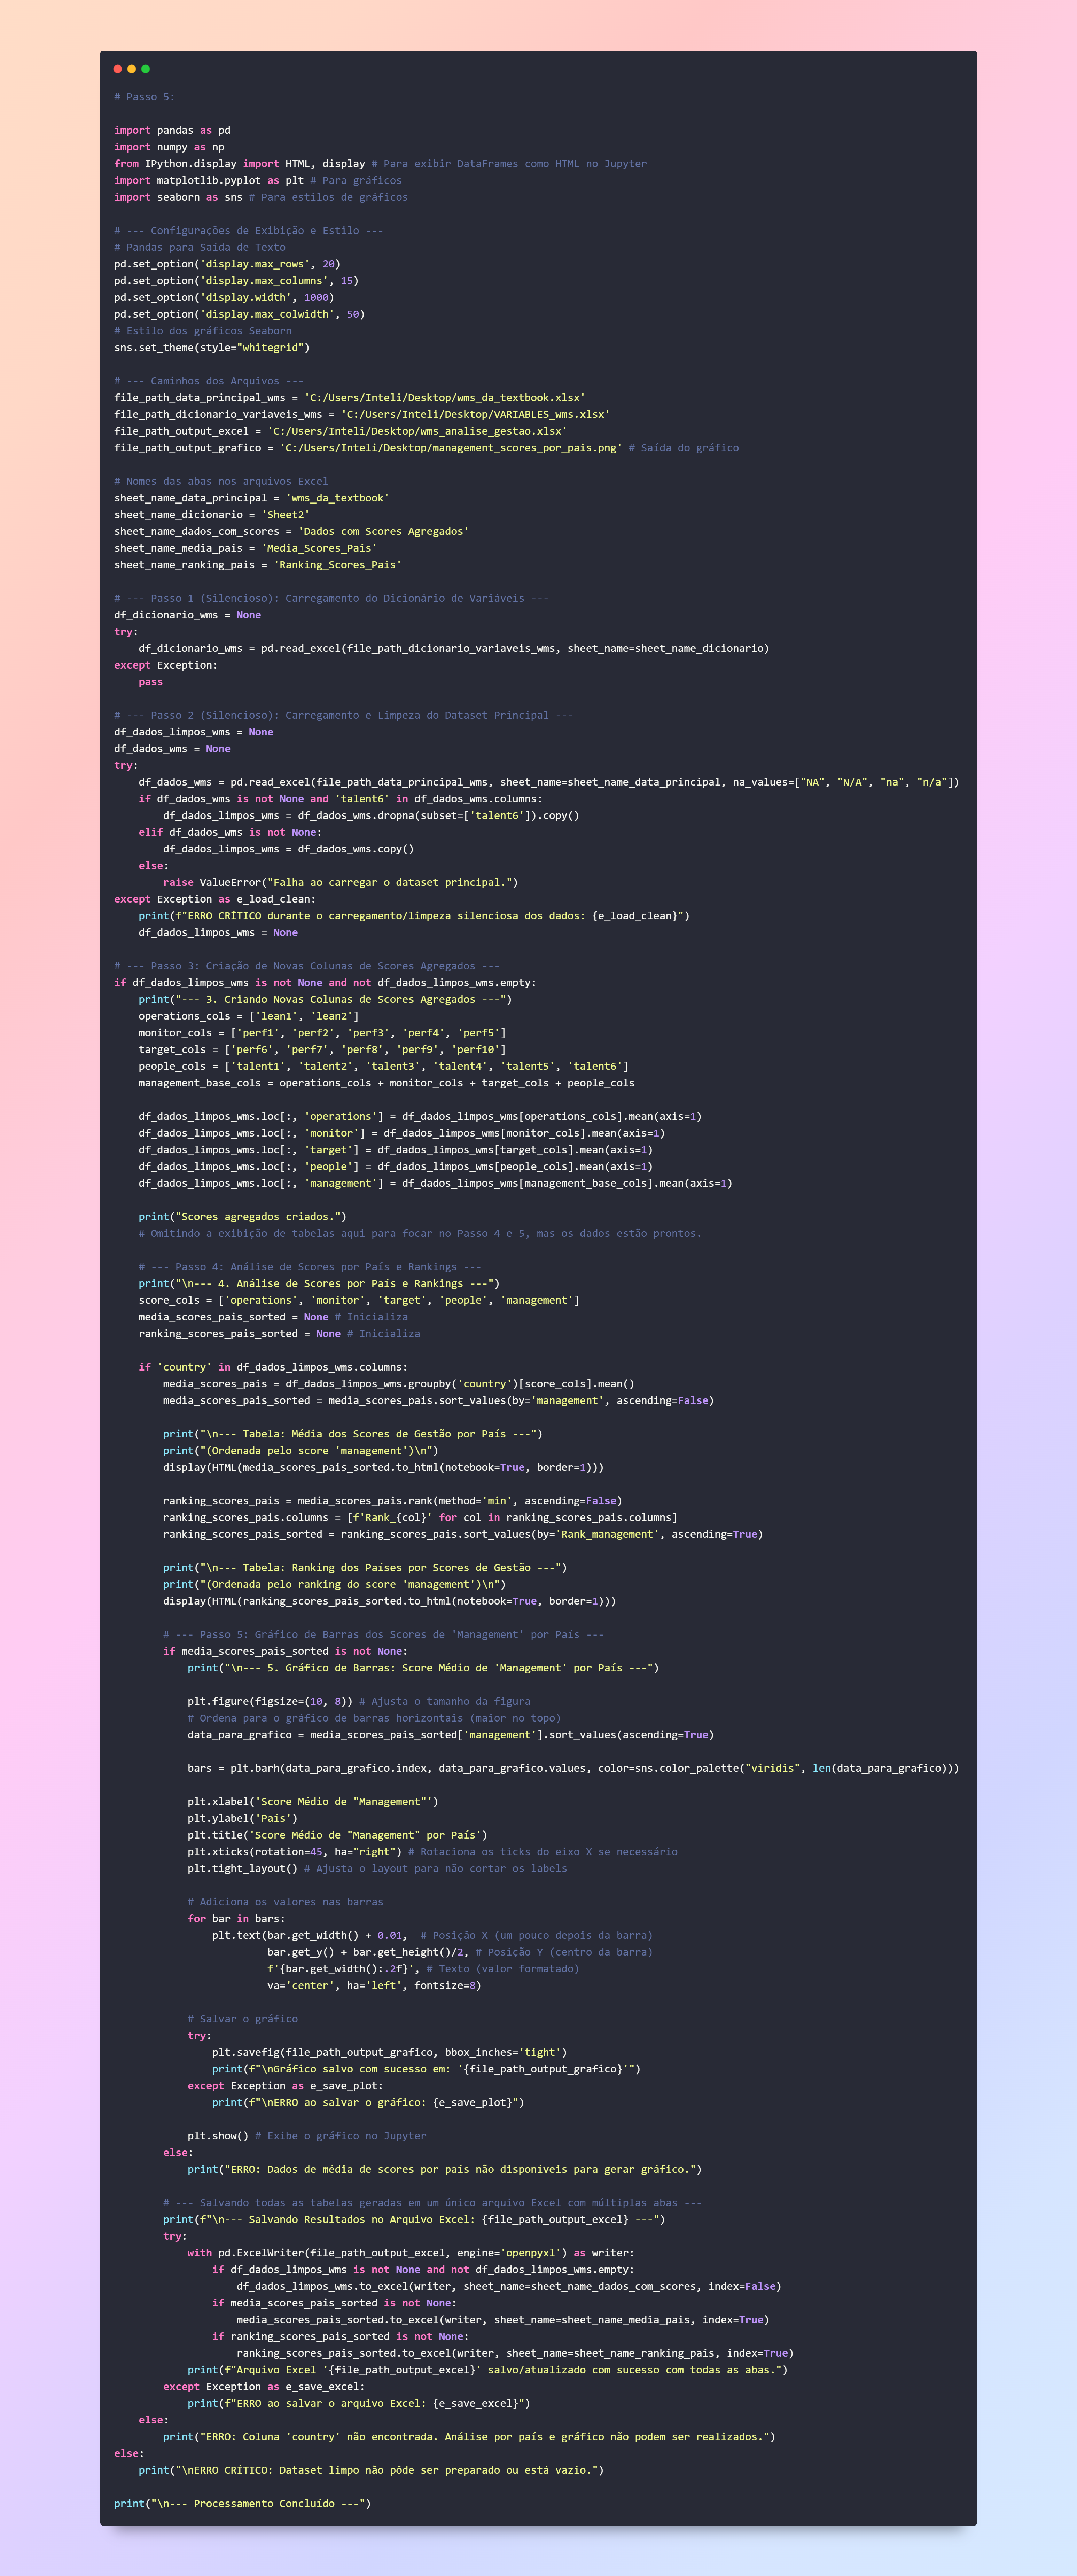 # Passo 5:

import pandas as pd
import numpy as np
from IPython.display import HTML, display # Para exibir DataFrames como HTML no Jupyter
import matplotlib.pyplot as plt # Para gráficos
import seaborn as sns # Para estilos de gráficos

# --- Configurações de Exibição e Estilo ---
# Pandas para Saída de Texto
pd.set_option('display.max_rows', 20)
pd.set_option('display.max_columns', 15)
pd.set_option('display.width', 1000)
pd.set_option('display.max_colwidth', 50)
# Estilo dos gráficos Seaborn
sns.set_theme(style="whitegrid")

# --- Caminhos dos Arquivos ---
file_path_data_principal_wms = 'C:/Users/Inteli/Desktop/wms_da_textbook.xlsx'
file_path_dicionario_variaveis_wms = 'C:/Users/Inteli/Desktop/VARIABLES_wms.xlsx'
file_path_output_excel = 'C:/Users/Inteli/Desktop/wms_analise_gestao.xlsx'
file_path_output_grafico = 'C:/Users/Inteli/Desktop/management_scores_por_pais.png' # Saída do gráfico

# Nomes das abas nos arquivos Excel
sheet_name_data_principal = 'wms_da_textbook'
sheet_name_dicionario = 'Sheet2'
sheet_name_dados_com_scores = 'Dados com Scores Agregados'
sheet_name_media_pais = 'Media_Scores_Pais'
sheet_name_ranking_pais = 'Ranking_Scores_Pais'

# --- Passo 1 (Silencioso): Carregamento do Dicionário de Variáveis ---
df_dicionario_wms = None
try:
    df_dicionario_wms = pd.read_excel(file_path_dicionario_variaveis_wms, sheet_name=sheet_name_dicionario)
except Exception:
    pass

# --- Passo 2 (Silencioso): Carregamento e Limpeza do Dataset Principal ---
df_dados_limpos_wms = None
df_dados_wms = None
try:
    df_dados_wms = pd.read_excel(file_path_data_principal_wms, sheet_name=sheet_name_data_principal, na_values=["NA", "N/A", "na", "n/a"])
    if df_dados_wms is not None and 'talent6' in df_dados_wms.columns:
        df_dados_limpos_wms = df_dados_wms.dropna(subset=['talent6']).copy()
    elif df_dados_wms is not None:
        df_dados_limpos_wms = df_dados_wms.copy()
    else:
        raise ValueError("Falha ao carregar o dataset principal.")
except Exception as e_load_clean:
    print(f"ERRO CRÍTICO durante o carregamento/limpeza silenciosa dos dados: {e_load_clean}")
    df_dados_limpos_wms = None

# --- Passo 3: Criação de Novas Colunas de Scores Agregados ---
if df_dados_limpos_wms is not None and not df_dados_limpos_wms.empty:
    print("--- 3. Criando Novas Colunas de Scores Agregados ---")
    operations_cols = ['lean1', 'lean2']
    monitor_cols = ['perf1', 'perf2', 'perf3', 'perf4', 'perf5']
    target_cols = ['perf6', 'perf7', 'perf8', 'perf9', 'perf10']
    people_cols = ['talent1', 'talent2', 'talent3', 'talent4', 'talent5', 'talent6']
    management_base_cols = operations_cols + monitor_cols + target_cols + people_cols

    df_dados_limpos_wms.loc[:, 'operations'] = df_dados_limpos_wms[operations_cols].mean(axis=1)
    df_dados_limpos_wms.loc[:, 'monitor'] = df_dados_limpos_wms[monitor_cols].mean(axis=1)
    df_dados_limpos_wms.loc[:, 'target'] = df_dados_limpos_wms[target_cols].mean(axis=1)
    df_dados_limpos_wms.loc[:, 'people'] = df_dados_limpos_wms[people_cols].mean(axis=1)
    df_dados_limpos_wms.loc[:, 'management'] = df_dados_limpos_wms[management_base_cols].mean(axis=1)

    print("Scores agregados criados.")
    # Omitindo a exibição de tabelas aqui para focar no Passo 4 e 5, mas os dados estão prontos.

    # --- Passo 4: Análise de Scores por País e Rankings ---
    print("\n--- 4. Análise de Scores por País e Rankings ---")
    score_cols = ['operations', 'monitor', 'target', 'people', 'management']
    media_scores_pais_sorted = None # Inicializa
    ranking_scores_pais_sorted = None # Inicializa

    if 'country' in df_dados_limpos_wms.columns:
        media_scores_pais = df_dados_limpos_wms.groupby('country')[score_cols].mean()
        media_scores_pais_sorted = media_scores_pais.sort_values(by='management', ascending=False)

        print("\n--- Tabela: Média dos Scores de Gestão por País ---")
        print("(Ordenada pelo score 'management')\n")
        display(HTML(media_scores_pais_sorted.to_html(notebook=True, border=1)))

        ranking_scores_pais = media_scores_pais.rank(method='min', ascending=False)
        ranking_scores_pais.columns = [f'Rank_{col}' for col in ranking_scores_pais.columns]
        ranking_scores_pais_sorted = ranking_scores_pais.sort_values(by='Rank_management', ascending=True)

        print("\n--- Tabela: Ranking dos Países por Scores de Gestão ---")
        print("(Ordenada pelo ranking do score 'management')\n")
        display(HTML(ranking_scores_pais_sorted.to_html(notebook=True, border=1)))

        # --- Passo 5: Gráfico de Barras dos Scores de 'Management' por País ---
        if media_scores_pais_sorted is not None:
            print("\n--- 5. Gráfico de Barras: Score Médio de 'Management' por País ---")

            plt.figure(figsize=(10, 8)) # Ajusta o tamanho da figura
            # Ordena para o gráfico de barras horizontais (maior no topo)
            data_para_grafico = media_scores_pais_sorted['management'].sort_values(ascending=True)

            bars = plt.barh(data_para_grafico.index, data_para_grafico.values, color=sns.color_palette("viridis", len(data_para_grafico)))

            plt.xlabel('Score Médio de "Management"')
            plt.ylabel('País')
            plt.title('Score Médio de "Management" por País')
            plt.xticks(rotation=45, ha="right") # Rotaciona os ticks do eixo X se necessário
            plt.tight_layout() # Ajusta o layout para não cortar os labels

            # Adiciona os valores nas barras
            for bar in bars:
                plt.text(bar.get_width() + 0.01,  # Posição X (um pouco depois da barra)
                         bar.get_y() + bar.get_height()/2, # Posição Y (centro da barra)
                         f'{bar.get_width():.2f}', # Texto (valor formatado)
                         va='center', ha='left', fontsize=8)

            # Salvar o gráfico
            try:
                plt.savefig(file_path_output_grafico, bbox_inches='tight')
                print(f"\nGráfico salvo com sucesso em: '{file_path_output_grafico}'")
            except Exception as e_save_plot:
                print(f"\nERRO ao salvar o gráfico: {e_save_plot}")

            plt.show() # Exibe o gráfico no Jupyter
        else:
            print("ERRO: Dados de média de scores por país não disponíveis para gerar gráfico.")

        # --- Salvando todas as tabelas geradas em um único arquivo Excel com múltiplas abas ---
        print(f"\n--- Salvando Resultados no Arquivo Excel: {file_path_output_excel} ---")
        try:
            with pd.ExcelWriter(file_path_output_excel, engine='openpyxl') as writer:
                if df_dados_limpos_wms is not None and not df_dados_limpos_wms.empty:
                    df_dados_limpos_wms.to_excel(writer, sheet_name=sheet_name_dados_com_scores, index=False)
                if media_scores_pais_sorted is not None:
                    media_scores_pais_sorted.to_excel(writer, sheet_name=sheet_name_media_pais, index=True)
                if ranking_scores_pais_sorted is not None:
                    ranking_scores_pais_sorted.to_excel(writer, sheet_name=sheet_name_ranking_pais, index=True)
            print(f"Arquivo Excel '{file_path_output_excel}' salvo/atualizado com sucesso com todas as abas.")
        except Exception as e_save_excel:
            print(f"ERRO ao salvar o arquivo Excel: {e_save_excel}")
    else:
        print("ERRO: Coluna 'country' não encontrada. Análise por país e gráfico não podem ser realizados.")
else:
    print("\nERRO CRÍTICO: Dataset limpo não pôde ser preparado ou está vazio.")

print("\n--- Processamento Concluído ---")